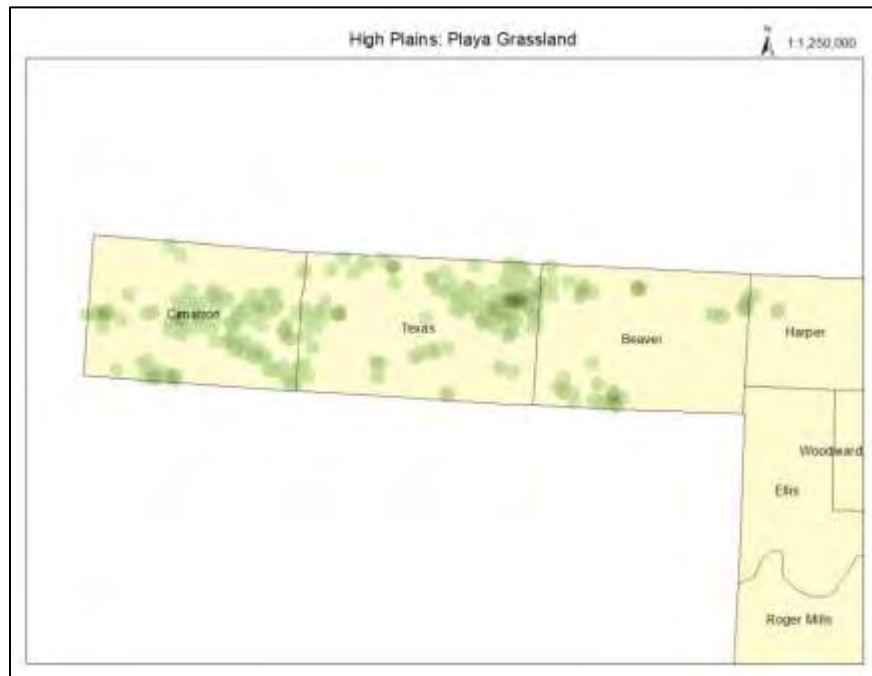 High Plains: Playa Grassland
N
1:1,250,000
Cimarron
Texas
Beaver
Harper
Woodward
Ellis
Roger Mills